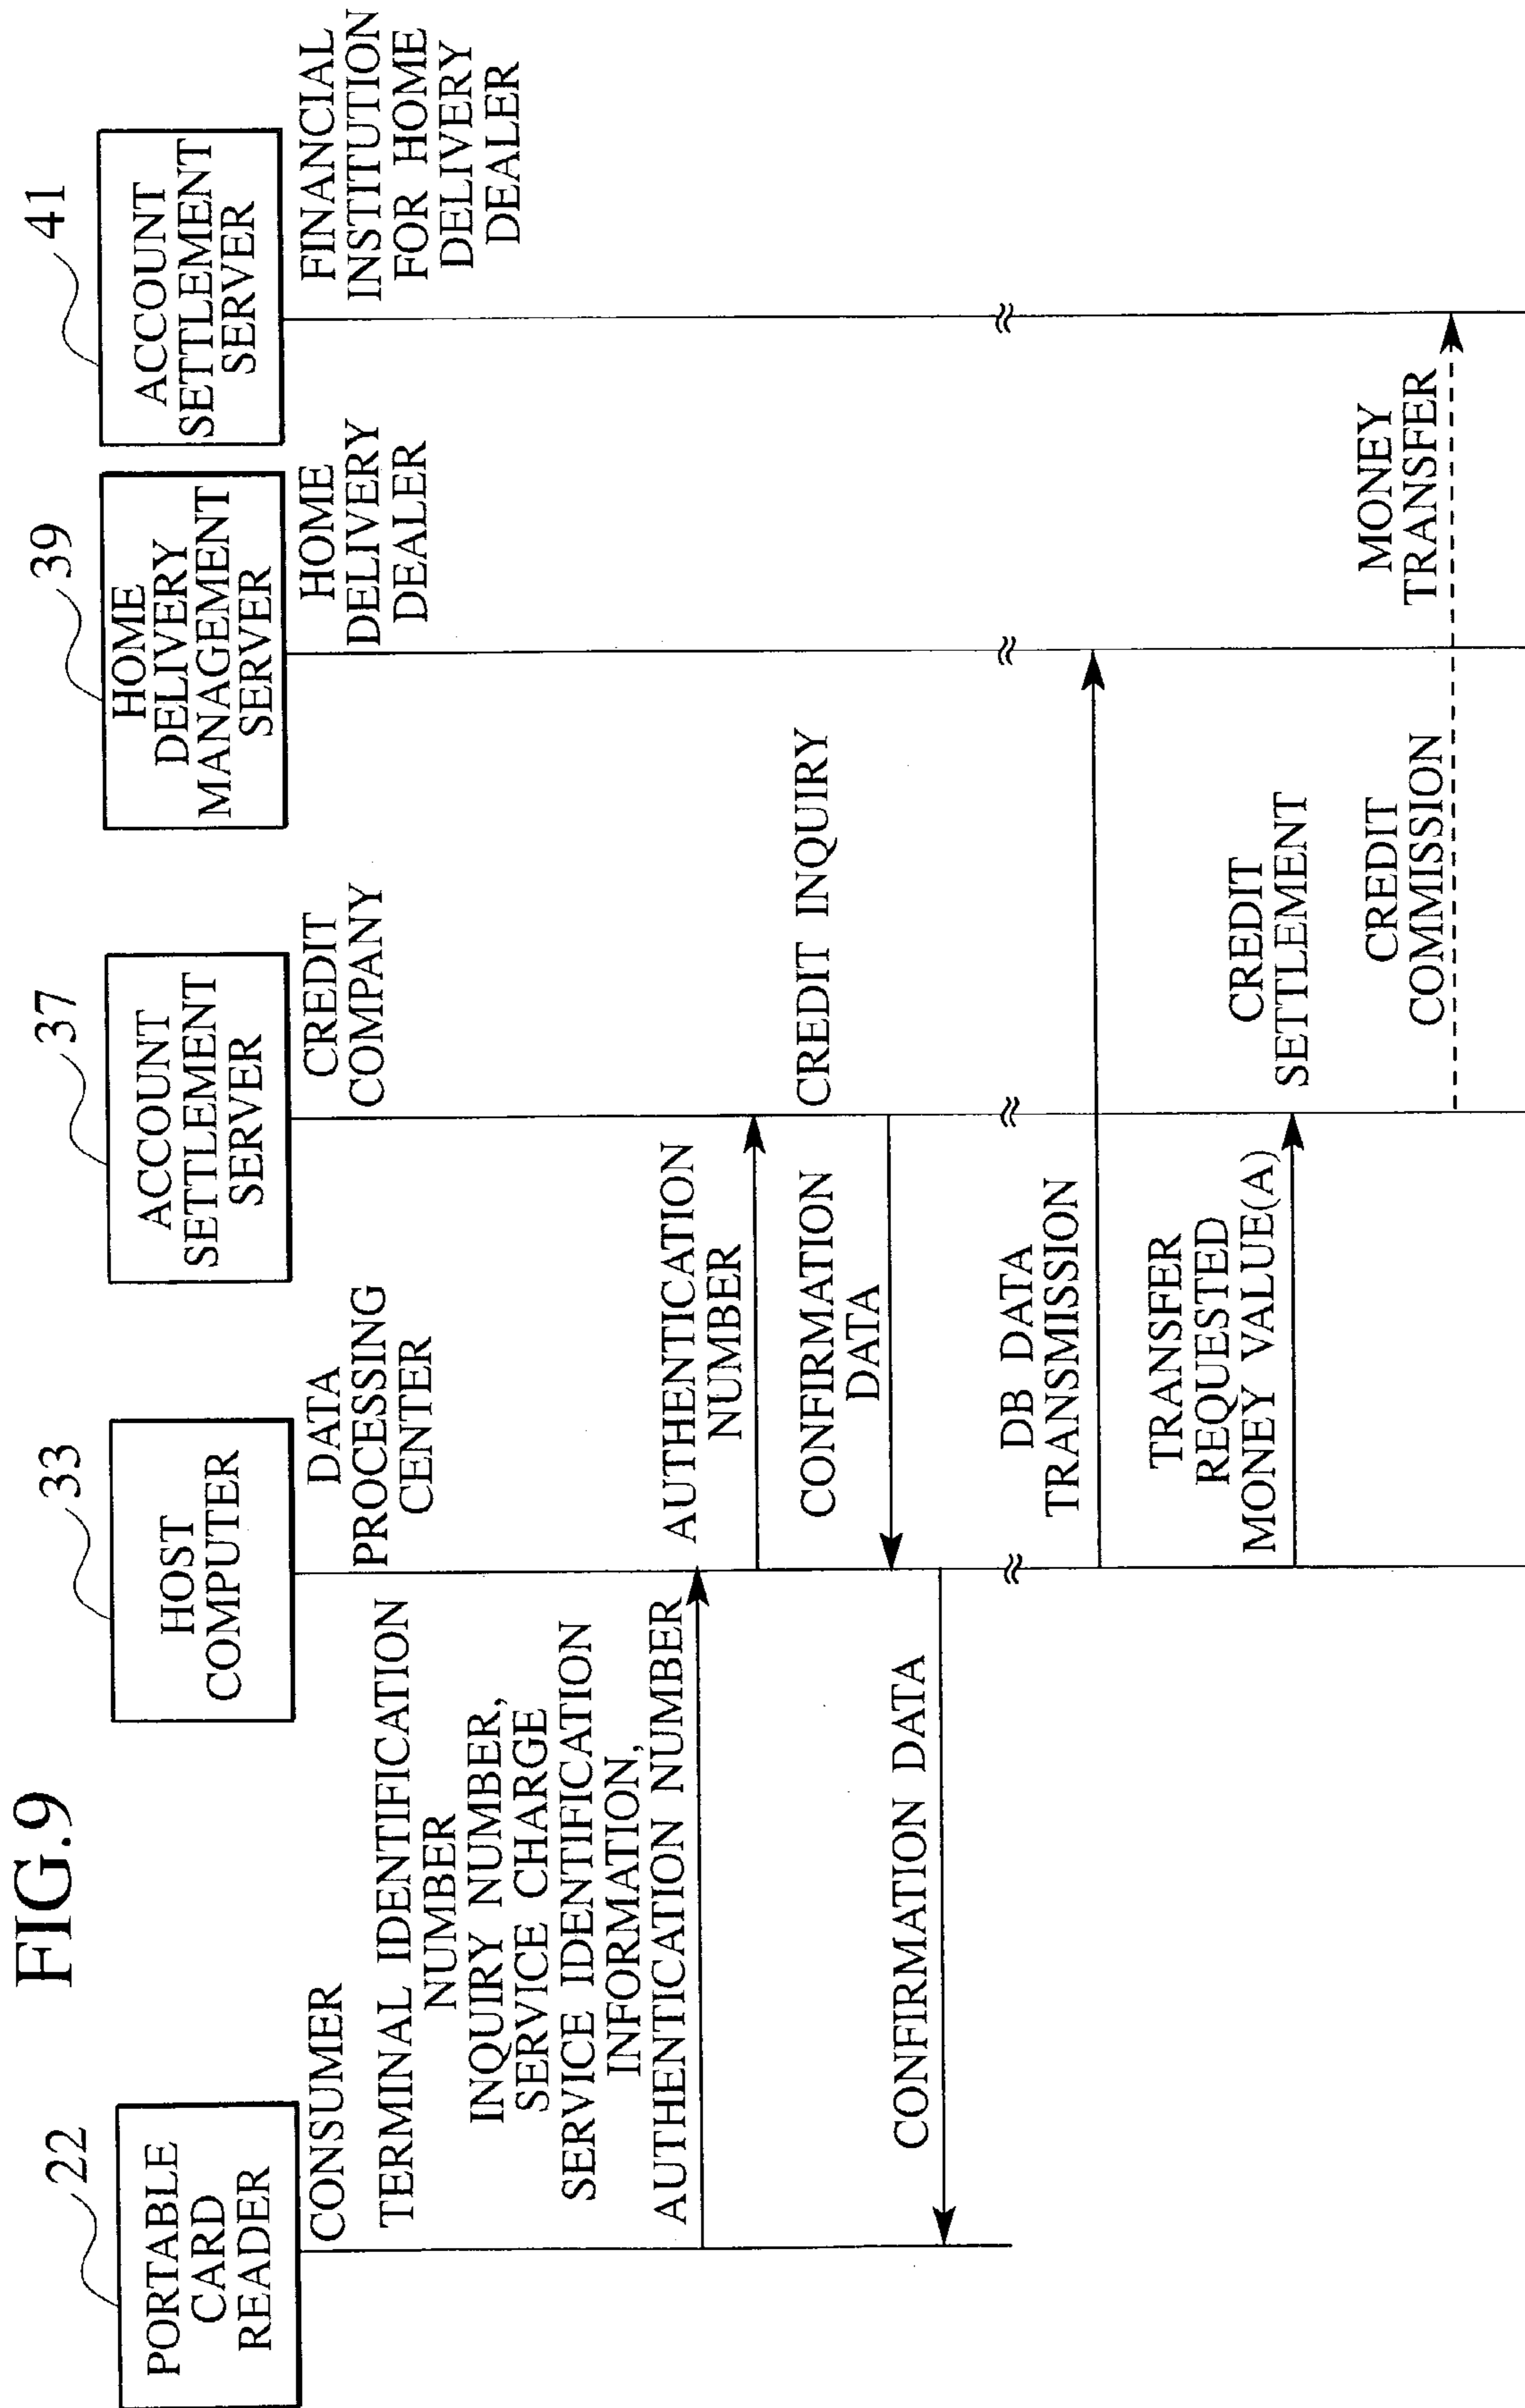 FIG.9
22
PORTABLE
CARD
READER
CONSUMER
33
HOST
COMPUTER
DATA
PROCESSING
CENTER
37
ACCOUNT
SETTLEMENT
SERVER
CREDIT
COMPANY
39
HOME
DELIVERY
MANAGEMENT
SERVER
HOME
DELIVERY
DEALER
41
ACCOUNT
SETTLEMENT
SERVER
FINANCIAL
INSTITUTION
FOR HOME
DELIVERY
DEALER
TERMINAL IDENTIFICATION
NUMBER
INQUIRY NUMBER,
SERVICE CHARGE
SERVICE IDENTIFICATION
INFORMATION,
AUTHENTICATION NUMBER
AUTHENTICATION
NUMBER
CREDIT INQUIRY
CONFIRMATION
DATA
CONFIRMATION DATA
DB DATA
TRANSMISSION
TRANSFER
REQUESTED
MONEY VALUE(A)
CREDIT
SETTLEMENT
CREDIT
COMMISSION
MONEY
TRANSFER